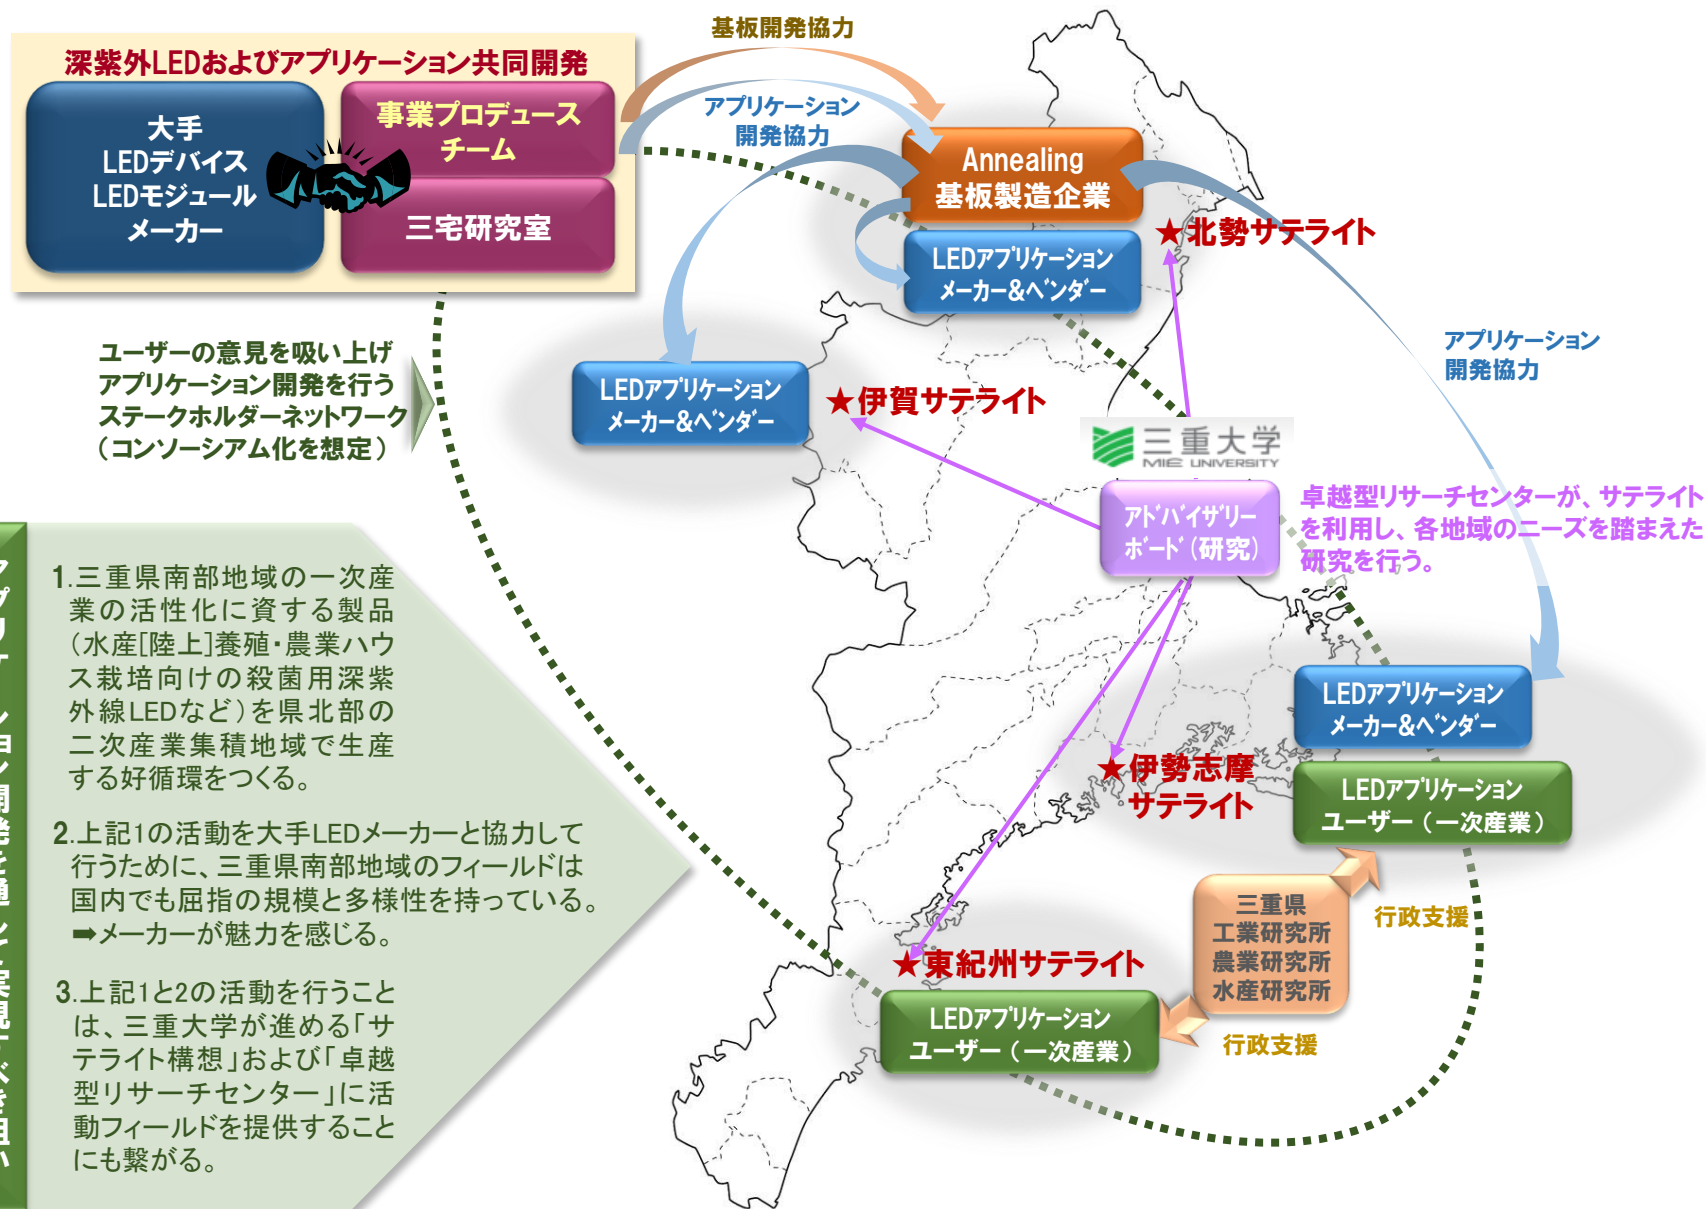 深紫外LEDおよびアプリケーション共同開発
大手
LEDデバイス
LEDモジュール
メーカー
事業プロデュース
チーム
三宅研究室
基板開発協力
アプリケーション
開発協力
Annealing
基板製造企業
LEDアプリケーション
メーカー&ベンダー
★北勢サテライト
アプリケーション
開発協力
ユーザーの意見を吸い上げ
アプリケーション開発を行う
ステークホルダーネットワーク
(コンソーシアム化を想定)
LEDアプリケーション
メーカー&ベンダー
★伊賀サテライト
三重大学
MIE UNIVERSITY
アドバイザリー
ボード(研究)
卓越型リサーチセンターが、サテライト
を利用し、各地域のニーズを踏まえた
研究を行う。
アプリケーション開発を通して実現すべき狙い
1.三重県南部地域の一次産
業の活性化に資する製品
(水産[陸上]養殖・農業ハウ
ス栽培向けの殺菌用深紫
外線LEDなど)を県北部の
二次産業集積地域で生産
する好循環をつくる。
2.上記1の活動を大手LEDメーカーと協力して
行うために、三重県南部地域のフィールドは
国内でも屈指の規模と多様性を持っている。
➡メーカーが魅力を感じる。
3.上記1と2の活動を行うこと
は、三重大学が進める「サ
テライト構想」および「卓越
型リサーチセンター」に活
動フィールドを提供すること
にも繋がる。
LEDアプリケーション
メーカー&ベンダー
★伊勢志摩
サテライト
LEDアプリケーション
ユーザー(一次産業)
三重県
工業研究所
農業研究所
水産研究所
行政支援
★東紀州サテライト
LEDアプリケーション
ユーザー(一次産業)
行政支援